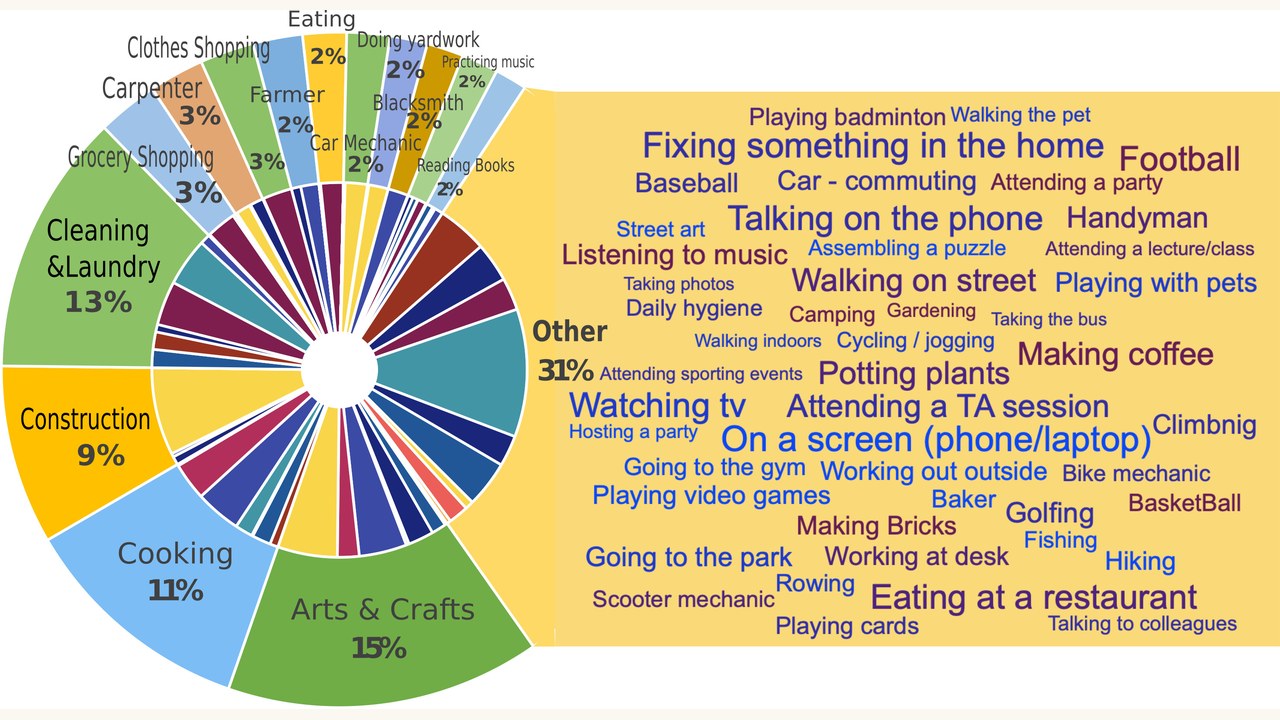 Eating
2%
Clothes Shopping
3%
Doing yardwork
2%
Practicing music
2%
Carpenter
3%
Farmer
2%
Blacksmith
2%
Car Mechanic
2%
Grocery Shopping
3%
Reading Books
2%
Cleaning
&Laundry
13%
Construction
9%
Cooking
11%
Arts & Crafts
15%
Other
31%
Playing badminton Walking the pet
Fixing something in the home Football
Baseball Car - commuting Attending a party
Street art Talking on the phone Handyman
Listening to music Assembling a puzzle Attending a lecture/class
Taking photos Walking on street Playing with pets
Daily hygiene Camping Gardening Taking the bus
Walking indoors Cycling / jogging Making coffee
Attending sporting events Potting plants
Watching tv Attending a TA session Climbnig
Hosting a party On a screen (phone/laptop)
Going to the gym Working out outside Bike mechanic
Playing video games Baker BasketBall
Making Bricks Golfing
Fishing
Going to the park Working at desk Hiking
Rowing
Scooter mechanic Eating at a restaurant
Playing cards Talking to colleagues